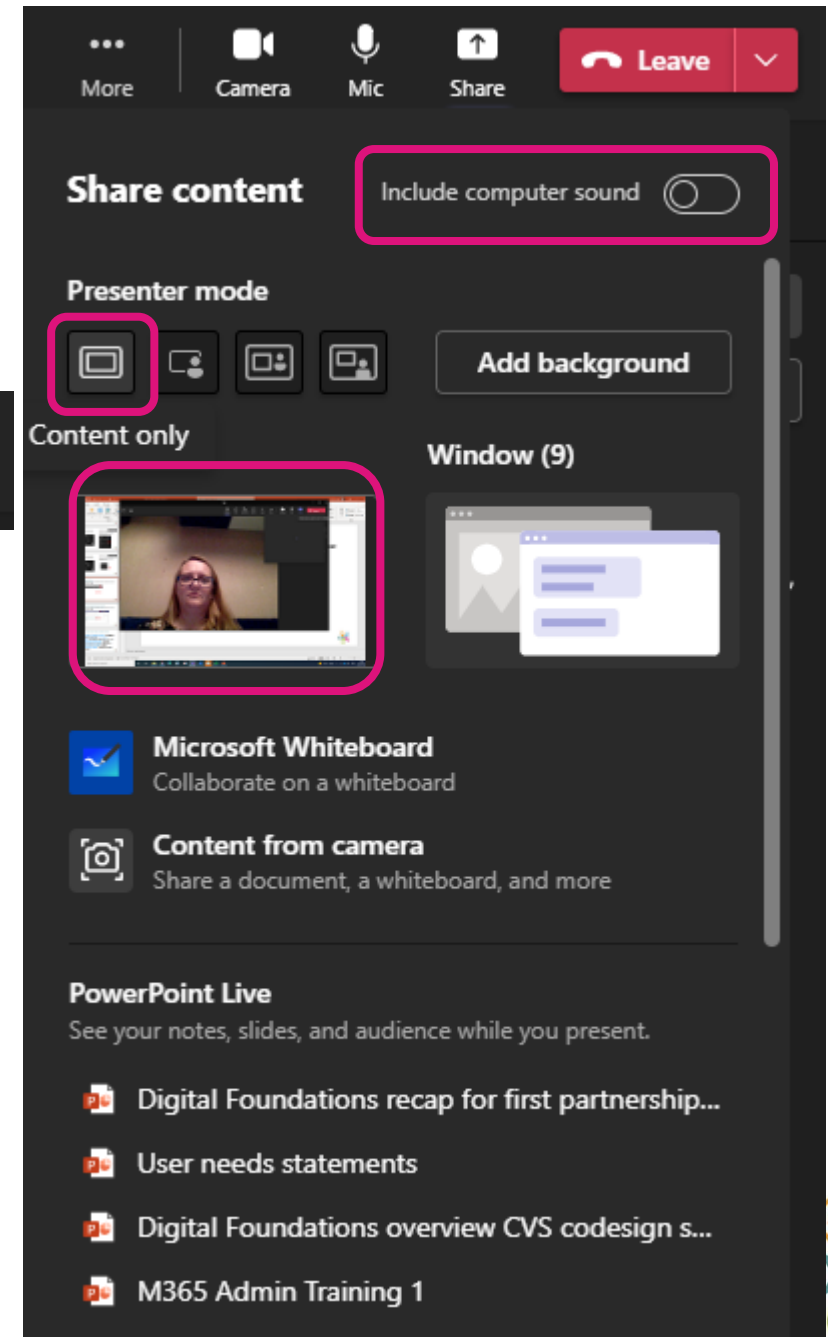 More
Camera
Mic
Share
Leave
Share content
Include computer sound
Presenter mode
Add background
Content only
Window (9)
Microsoft Whiteboard
Collaborate on a whiteboard
Content from camera
Share a document, a whiteboard, and more
PowerPoint Live
See your notes, slides, and audience while you present.
Digital Foundations recap for first partnership...
User needs statements
Digital Foundations overview CVS codesign s...
M365 Admin Training 1